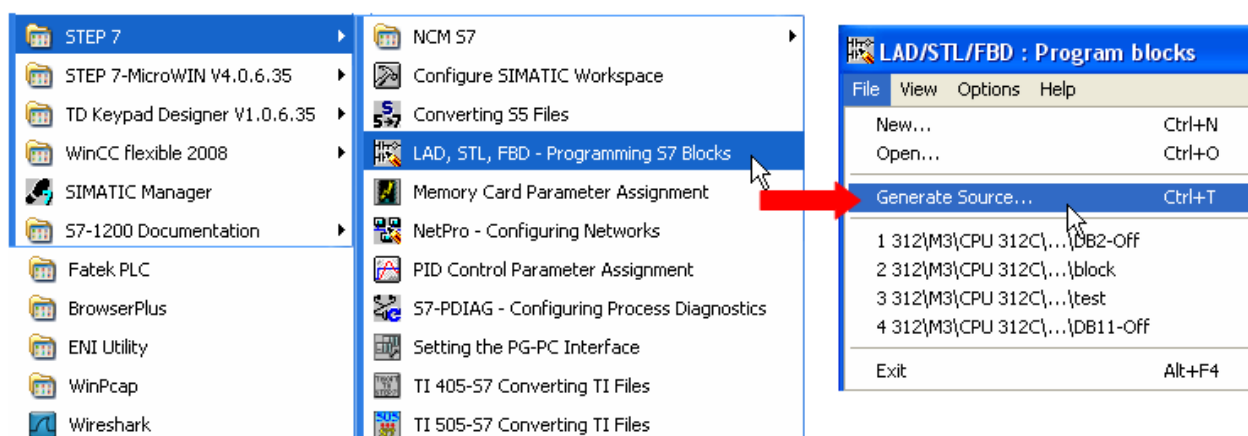 STEP 7
STEP 7-MicroWIN V4.0.6.35
TD Keypad Designer V1.0.6.35
WinCC flexible 2008
SIMATIC Manager
S7-1200 Documentation
Fatek PLC
BrowserPlus
ENI Utility
WinPcap
Wireshark
NCM S7
Configure SIMATIC Workspace
Converting S5 Files
LAD, STL, FBD - Programming S7 Blocks
Memory Card Parameter Assignment
NetPro - Configuring Networks
PID Control Parameter Assignment
S7-PDIAG - Configuring Process Diagnostics
Setting the PG-PC Interface
TI 405-S7 Converting TI Files
TI 505-S7 Converting TI Files
LAD/STL/FBD : Program blocks
File View Options Help
New... Ctrl+N
Open... Ctrl+O
Generate Source... Ctrl+T
1 312\M3\CPU 312C\...\DB2-Off
2 312\M3\CPU 312C\...\block
3 312\M3\CPU 312C\...\test
4 312\M3\CPU 312C\...\DB11-Off
Exit Alt+F4